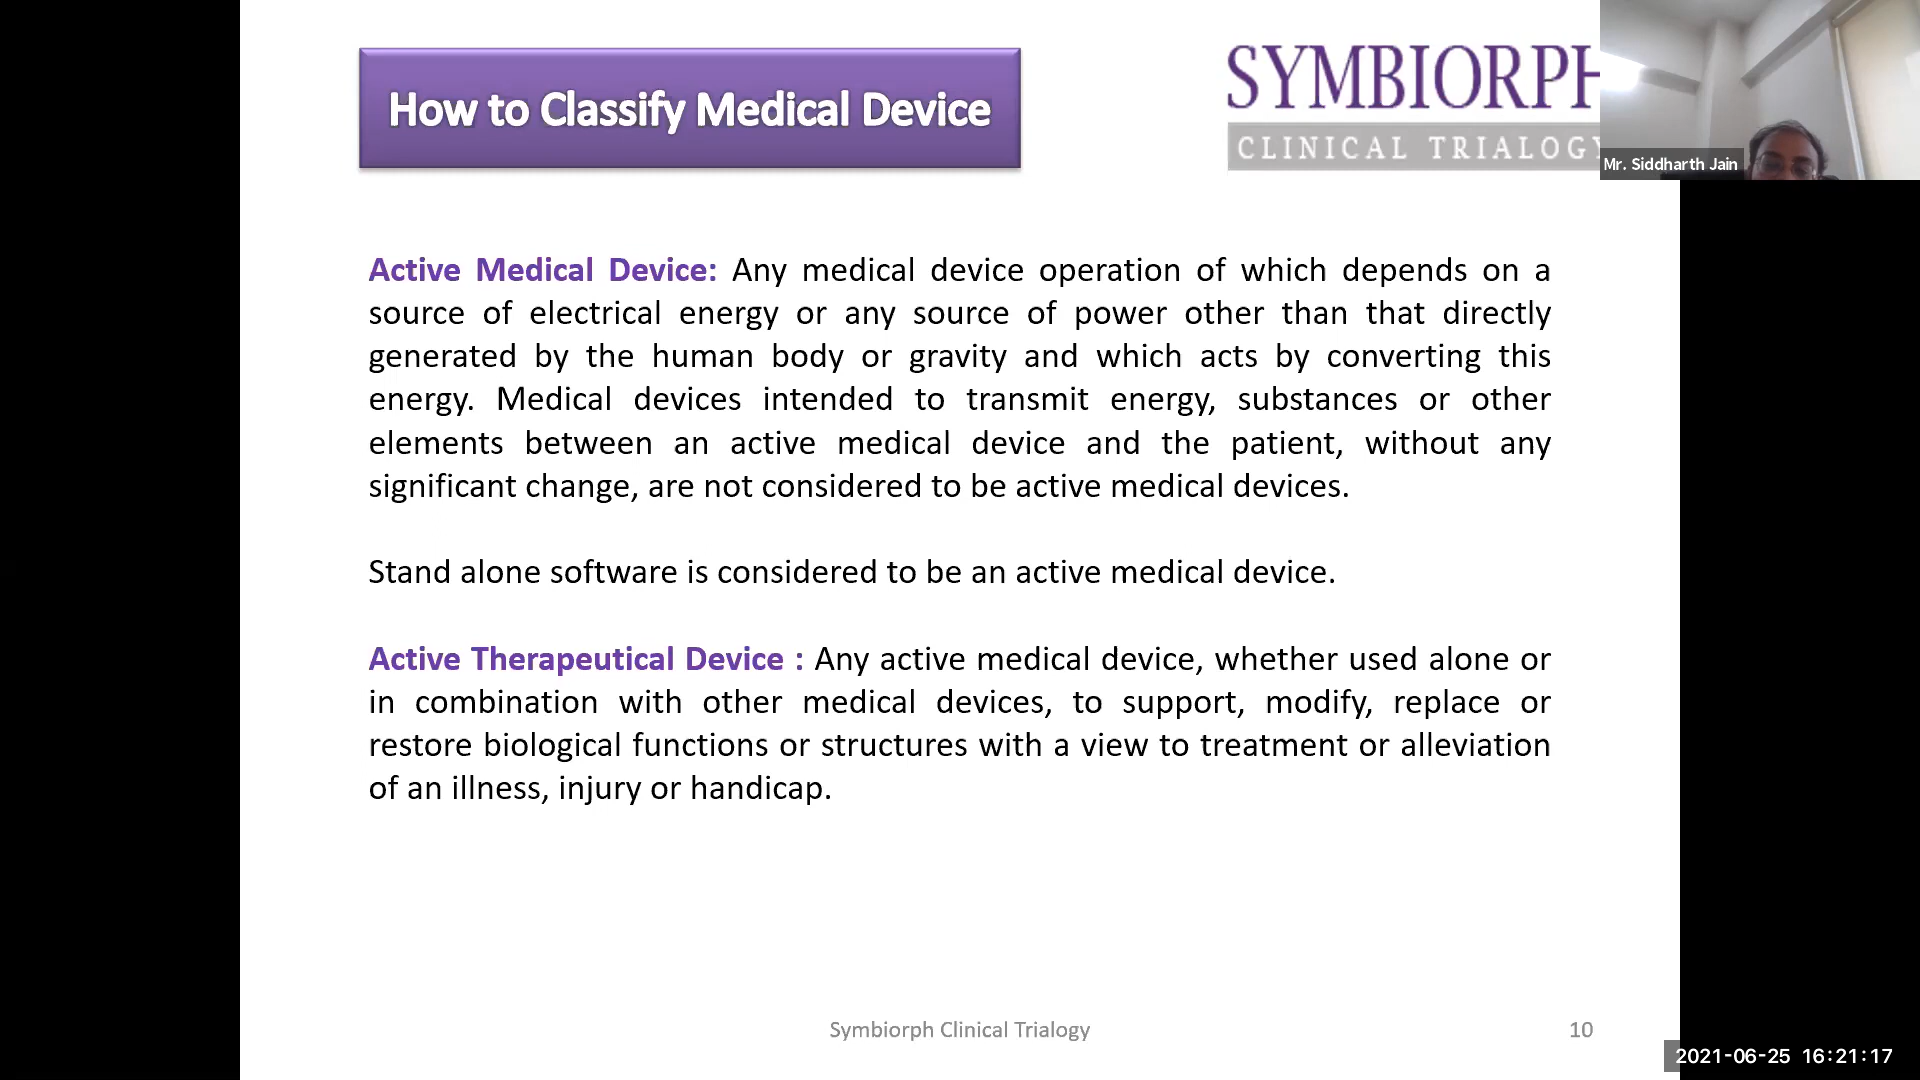 How to Classify Medical Device
SYMBIORPH
CLINICAL TRIALOGY
Mr. Siddharth Jain
Active Medical Device: Any medical device operation of which depends on a
source of electrical energy or any source of power other than that directly
generated by the human body or gravity and which acts by converting this
energy. Medical devices intended to transmit energy, substances or other
elements between an active medical device and the patient, without any
significant change, are not considered to be active medical devices.
Stand alone software is considered to be an active medical device.
Active Therapeutical Device : Any active medical device, whether used alone or
in combination with other medical devices, to support, modify, replace or
restore biological functions or structures with a view to treatment or alleviation
of an illness, injury or handicap.
Symbiorph Clinical Trialogy
10
2021-06-25 16:21:17